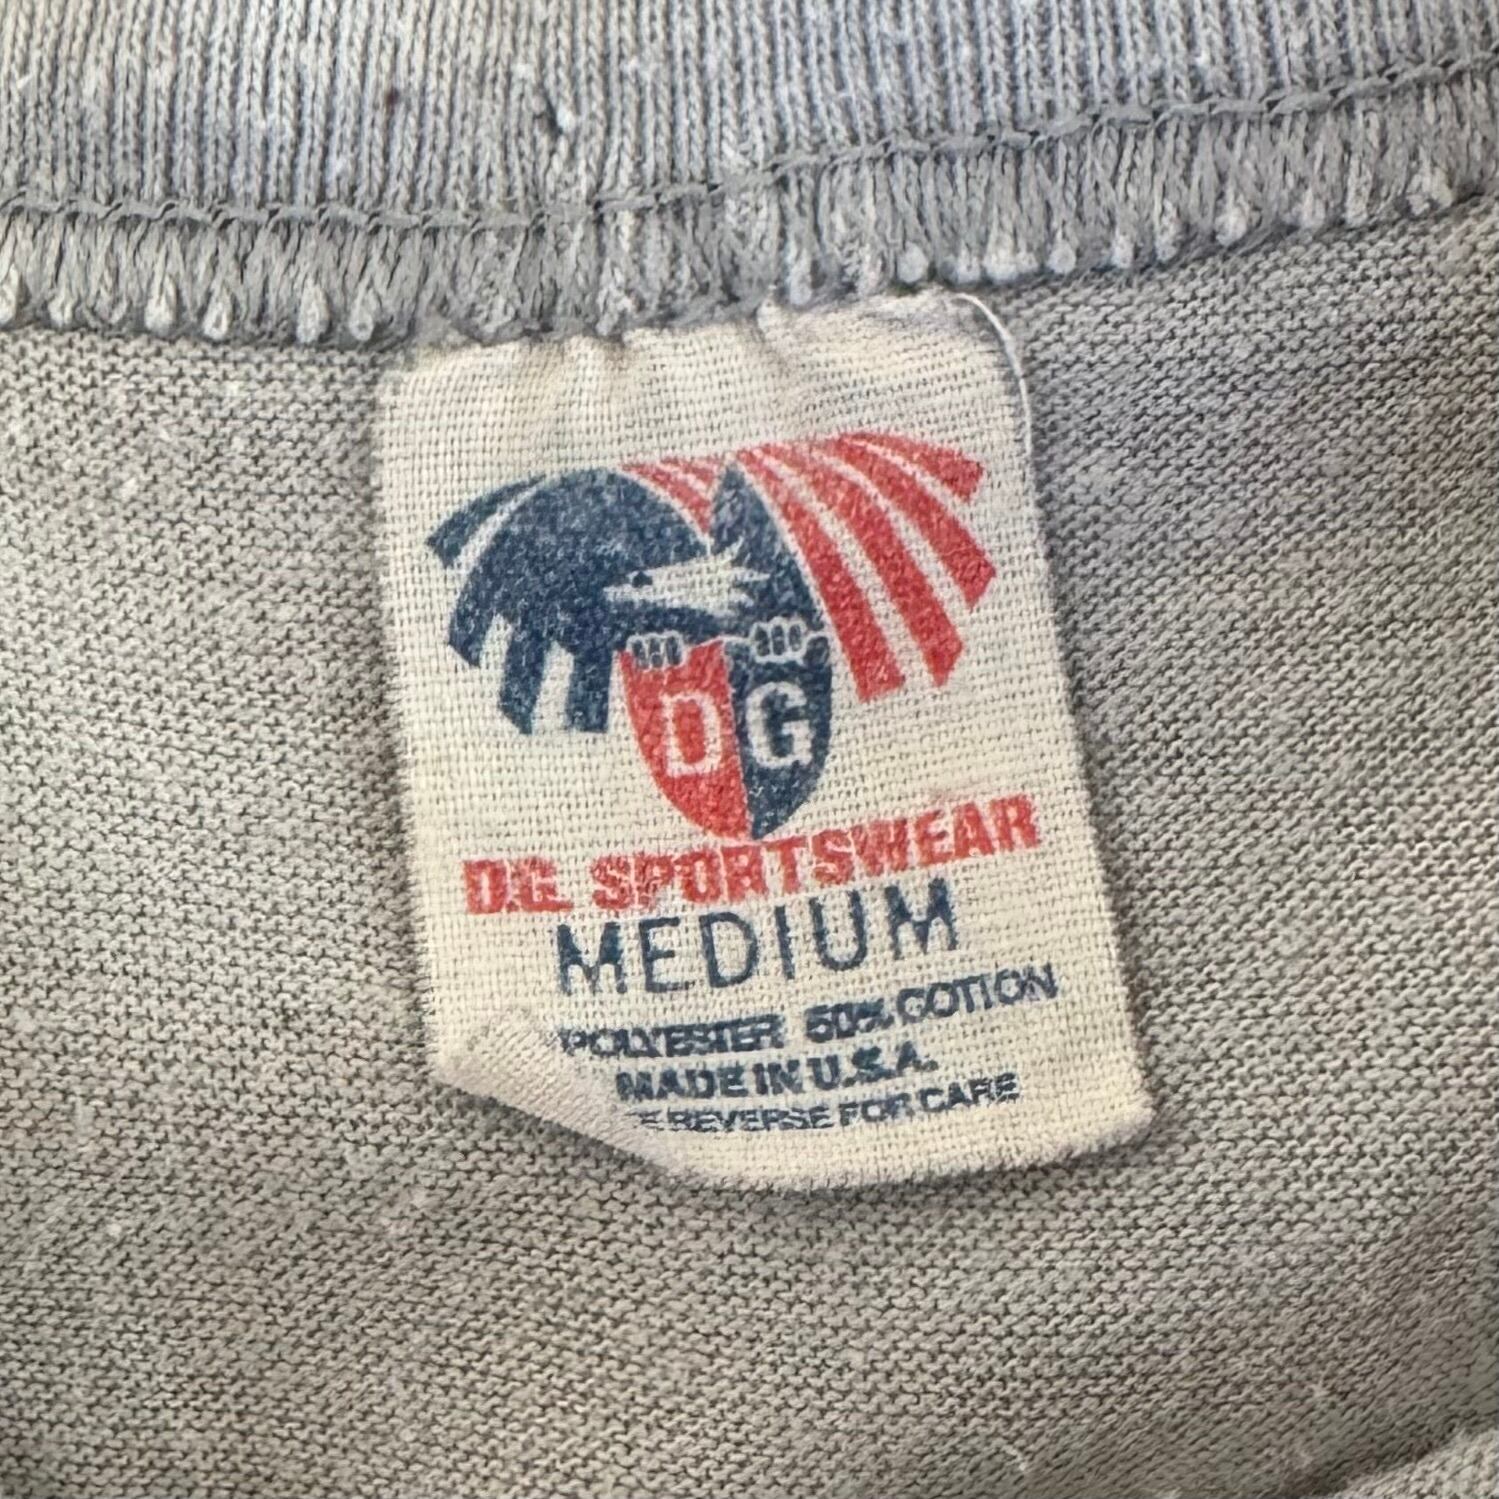 DG
D.G. SPORTSWEAR
MEDIUM
POLYESTER 50% COTTON
MADE IN U.S.A.
E REVERSE FOR CARE